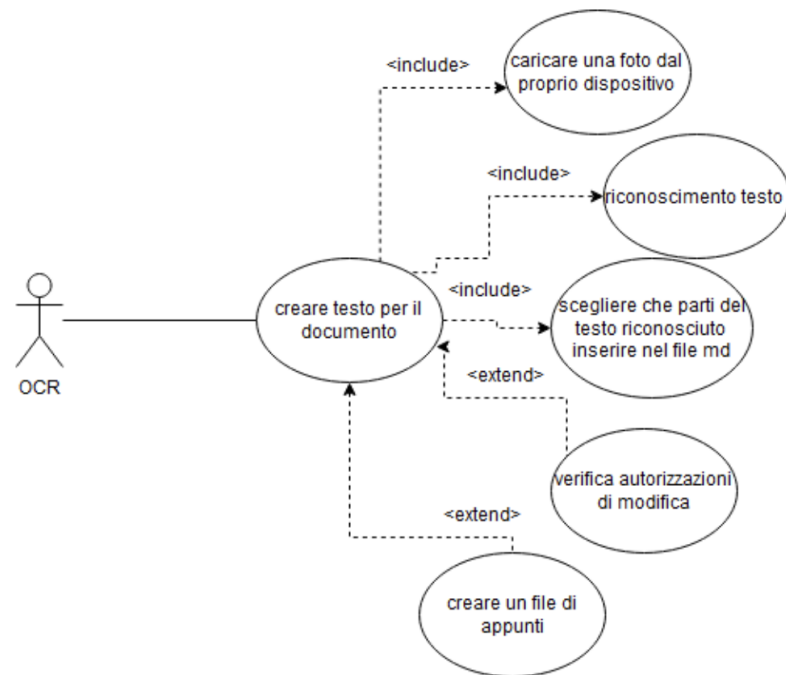 <include>
caricare una foto dal
proprio dispositivo
<include>
riconoscimento testo
<include>
creare testo per il
documento
scegliere che parti del
testo riconosciuto
inserire nel file md
OCR
<extend>
verifica autorizzazioni
di modifica
<extend>
creare un file di
appunti